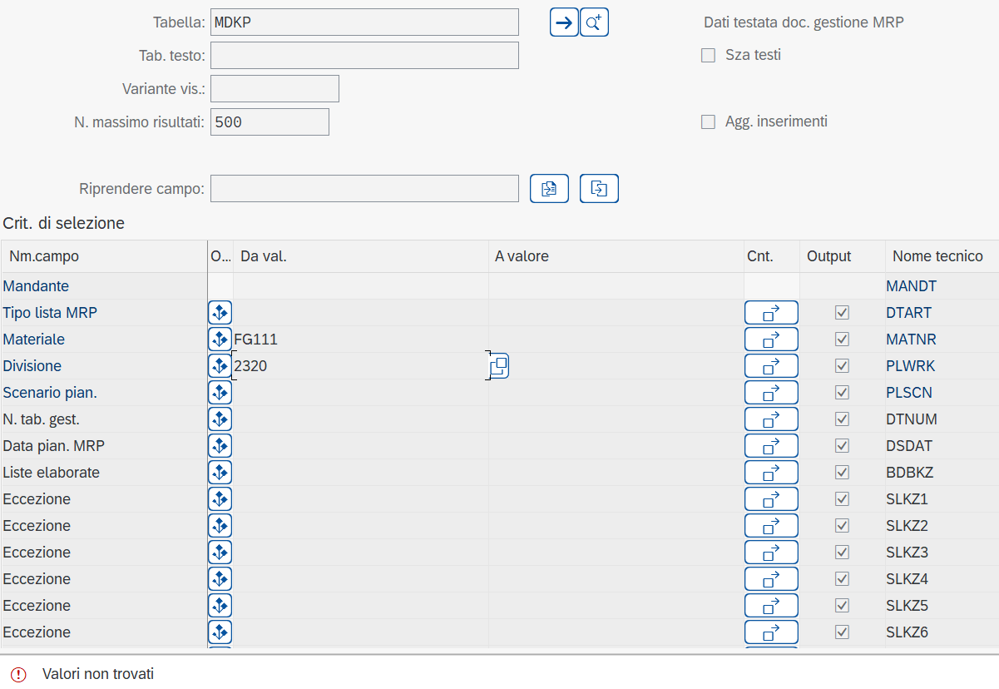 Tabella: MDKP Dati testata doc. gestione MRP
Tab. testo: Sza testi
Variante vis.:
N. massimo risultati: 500 Agg. inserimenti
Riprendere campo:
Crit. di selezione
Nm.campo O... Da val. A valore Cnt. Output Nome tecnico
Mandante MANDT
Tipo lista MRP DTART
Materiale FG111 MATNR
Divisione 2320 PLWRK
Scenario pian. PLSCN
N. tab. gest. DTNUM
Data pian. MRP DSDAT
Liste elaborate BDBKZ
Eccezione SLKZ1
Eccezione SLKZ2
Eccezione SLKZ3
Eccezione SLKZ4
Eccezione SLKZ5
Eccezione SLKZ6
Valori non trovati